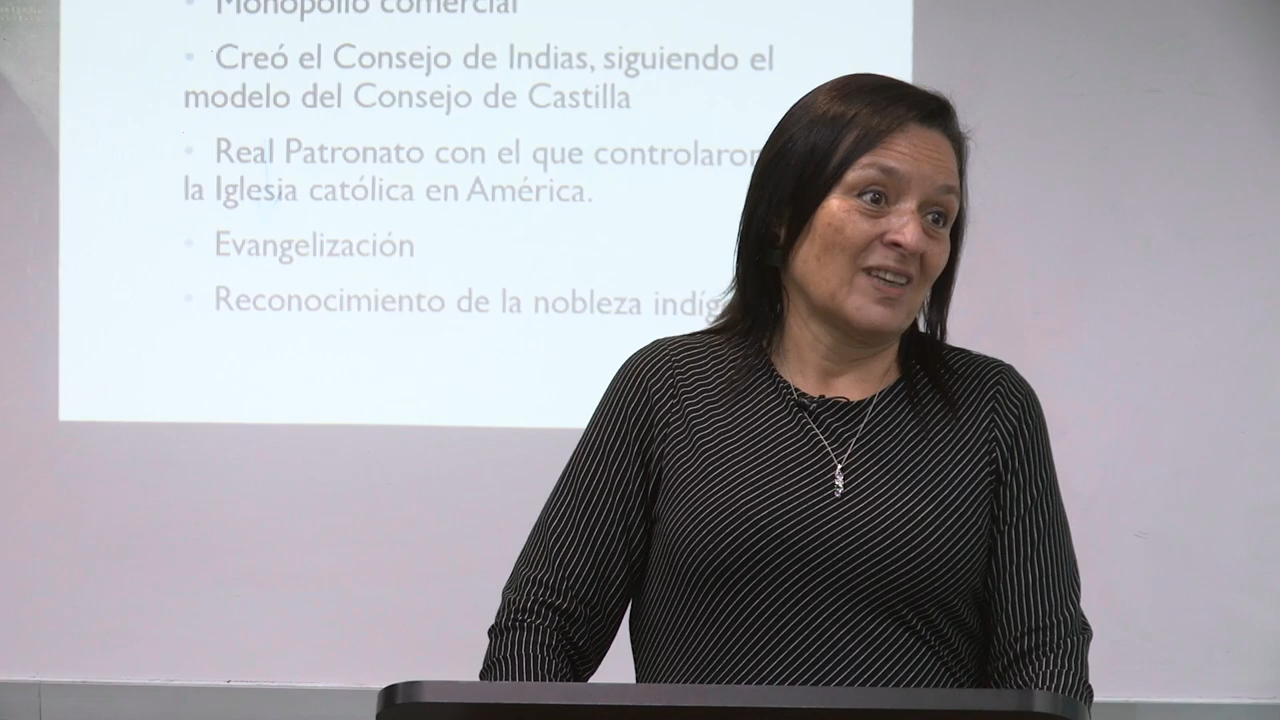 Monopolio comercial
• Creó el Consejo de Indias, siguiendo el
modelo del Consejo de Castilla
• Real Patronato con el que controlaron
la Iglesia católica en América.
• Evangelización
• Reconocimiento de la nobleza